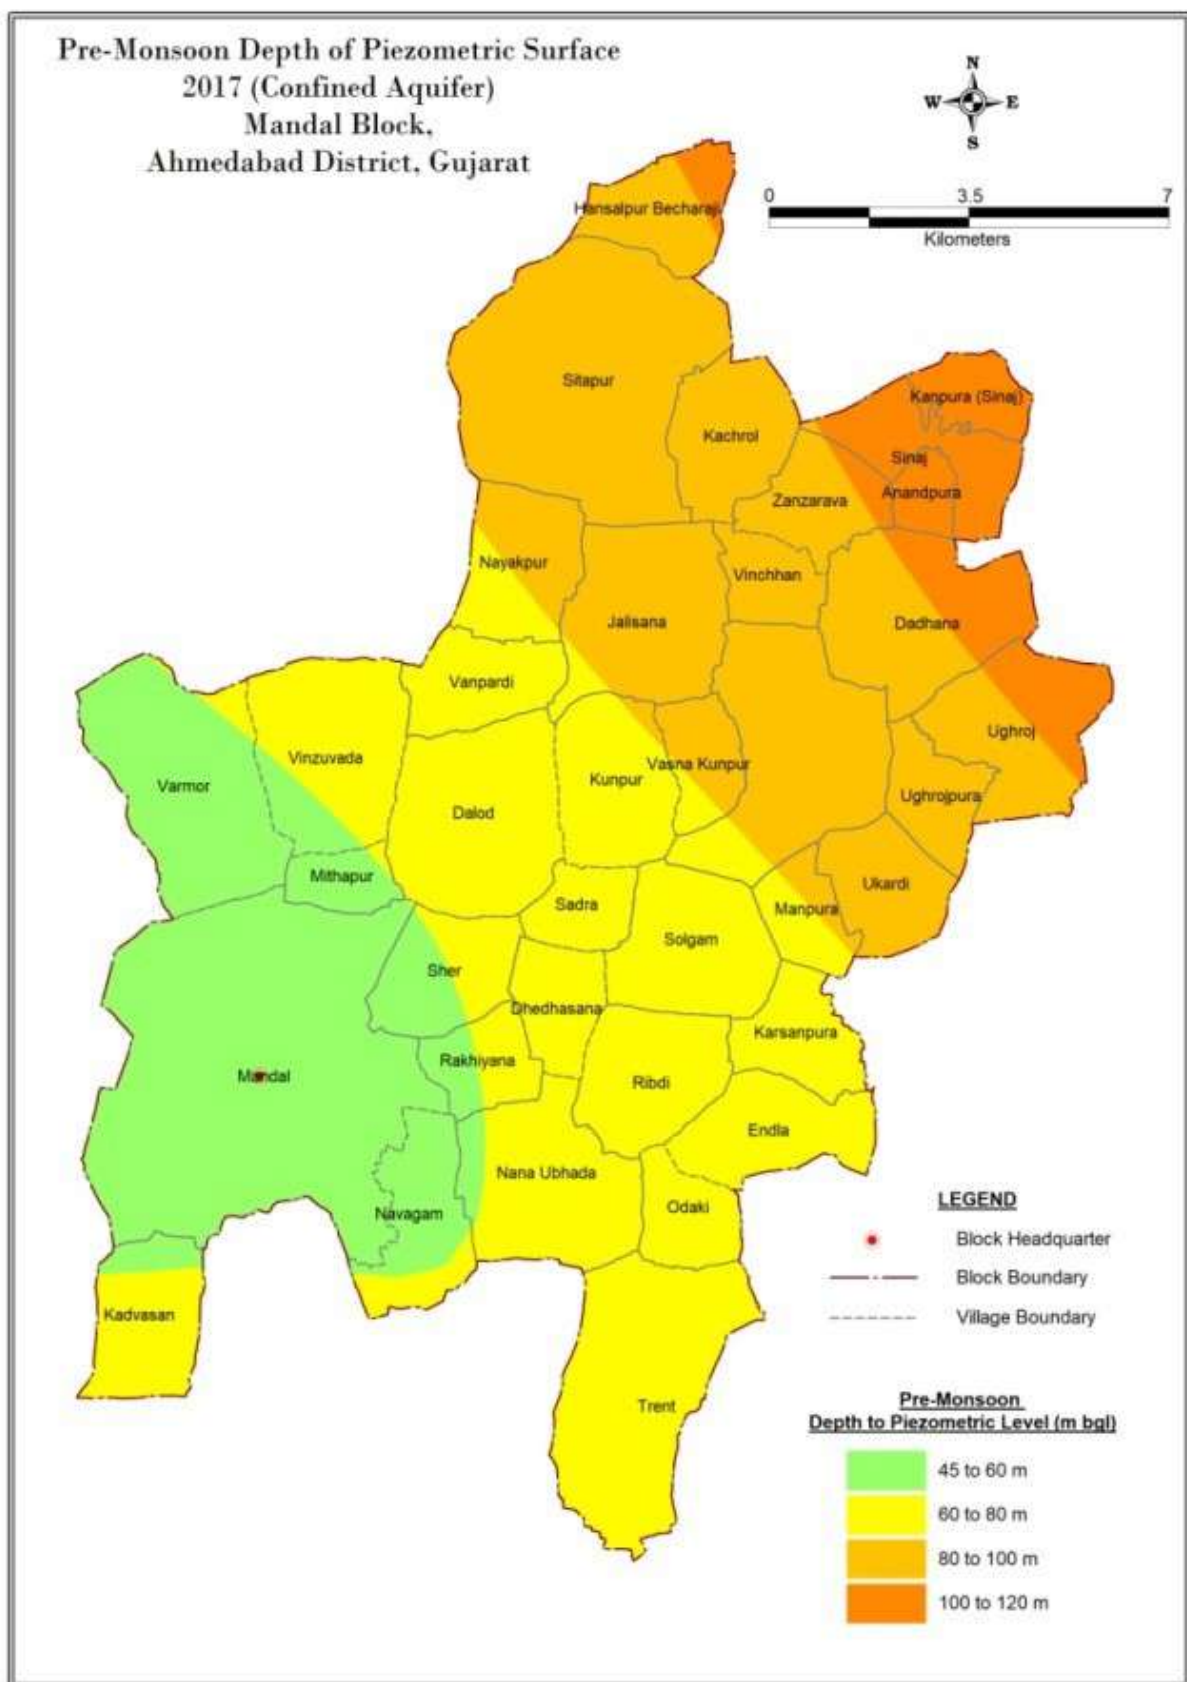 Pre-Monsoon Depth of Piezometric Surface
2017 (Confined Aquifer)
Mandal Block,
Ahmedabad District, Gujarat
N
W
E
S
0
3.5
7
Kilometers
Hansalpur Becharaji
Sitapur
Kanpura (Sinaj)
Kachrol
Sinaj
Anandpura
Zanzarava
Nayakpur
Vinchhan
Jalisana
Dadhana
Vanpardi
Ughroj
Vinzuvada
Vasna Kunpur
Kunpur
Varmor
Ughrojpura
Dalod
Mithapur
Ukardi
Sadra
Manpura
Solgam
Sher
Dhedhasana
Karsanpura
Rakhiyana
Mandal
Ribdi
Endla
Nana Ubhada
Odaki
Navagam
Kadvasan
Trent
LEGEND
Block Headquarter
Block Boundary
Village Boundary
Pre-Monsoon
Depth to Piezometric Level (m bgl)
45 to 60 m
60 to 80 m
80 to 100 m
100 to 120 m